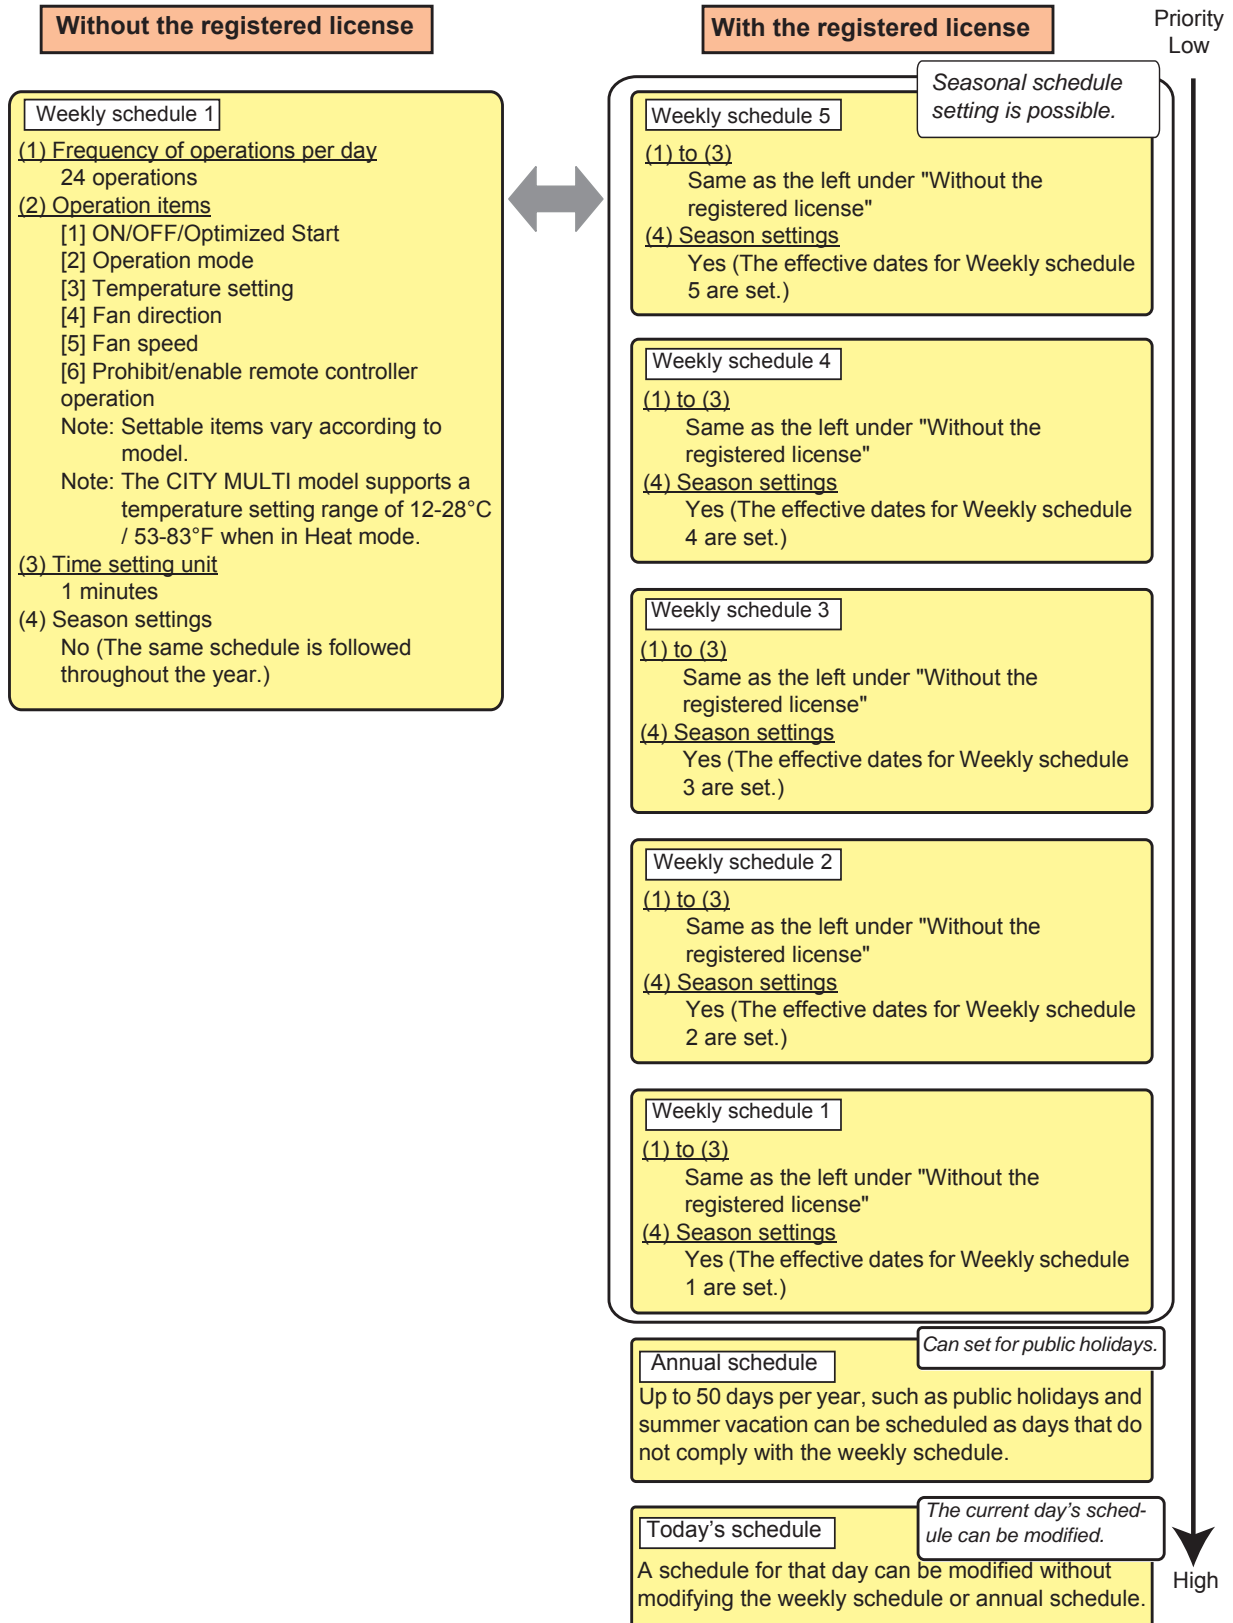 Without the registered license
With the registered license
Priority
Low
Weekly schedule 1
(1) Frequency of operations per day
24 operations
(2) Operation items
[1] ON/OFF/Optimized Start
[2] Operation mode
[3] Temperature setting
[4] Fan direction
[5] Fan speed
[6] Prohibit/enable remote controller
operation
Note: Settable items vary according to
model.
Note: The CITY MULTI model supports a
temperature setting range of 12-28°C
/ 53-83°F when in Heat mode.
(3) Time setting unit
1 minutes
(4) Season settings
No (The same schedule is followed
throughout the year.)
Seasonal schedule
setting is possible.
Weekly schedule 5
(1) to (3)
Same as the left under "Without the
registered license"
(4) Season settings
Yes (The effective dates for Weekly schedule
5 are set.)
Weekly schedule 4
(1) to (3)
Same as the left under "Without the
registered license"
(4) Season settings
Yes (The effective dates for Weekly schedule
4 are set.)
Weekly schedule 3
(1) to (3)
Same as the left under "Without the
registered license"
(4) Season settings
Yes (The effective dates for Weekly schedule
3 are set.)
Weekly schedule 2
(1) to (3)
Same as the left under "Without the
registered license"
(4) Season settings
Yes (The effective dates for Weekly schedule
2 are set.)
Weekly schedule 1
(1) to (3)
Same as the left under "Without the
registered license"
(4) Season settings
Yes (The effective dates for Weekly schedule
1 are set.)
Can set for public holidays.
Annual schedule
Up to 50 days per year, such as public holidays and
summer vacation can be scheduled as days that do
not comply with the weekly schedule.
The current day's sched-
ule can be modified.
Today's schedule
A schedule for that day can be modified without
modifying the weekly schedule or annual schedule.
High